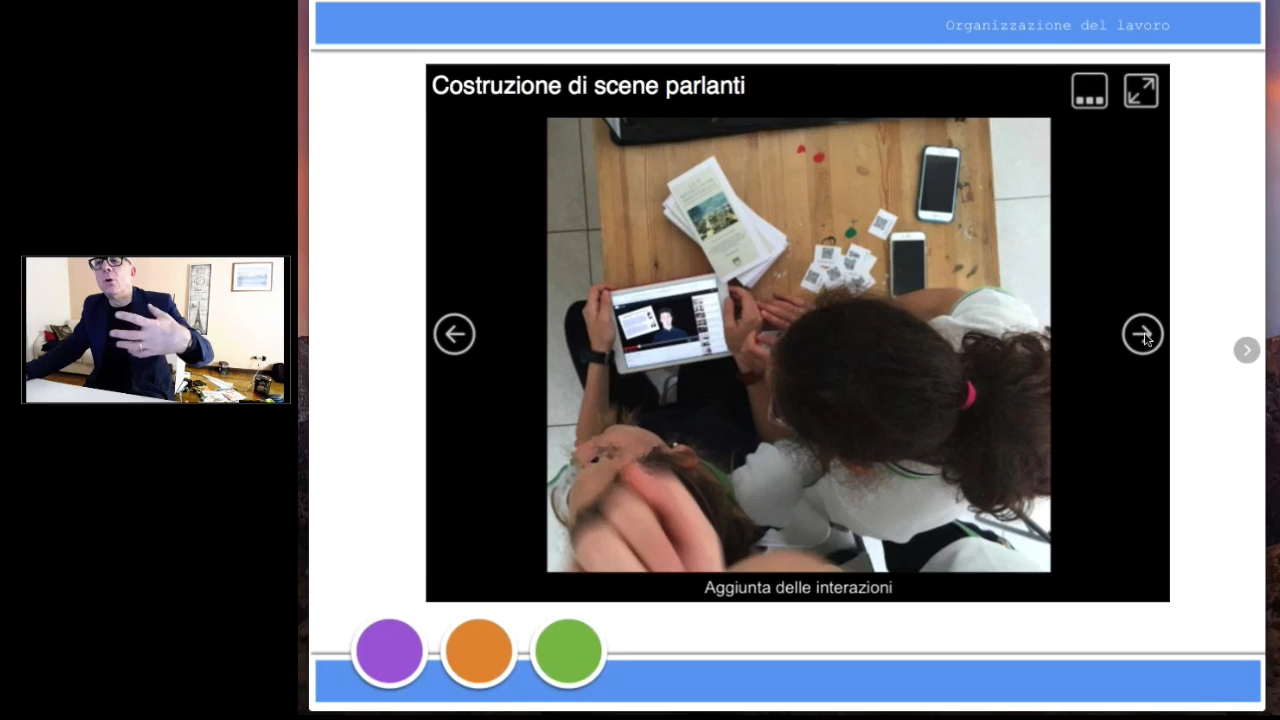 Organizzazione del lavoro
Costruzione di scene parlanti
Aggiunta delle interazioni